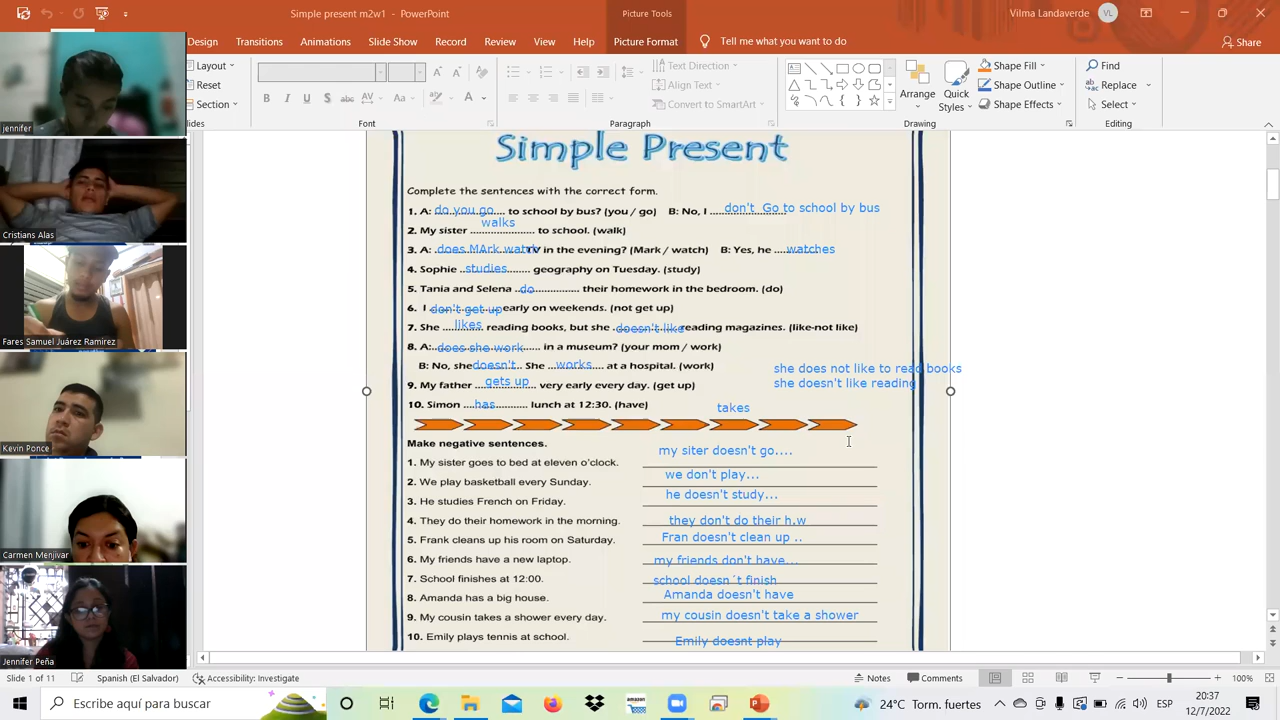 Simple present m2w1 - PowerPoint
Picture Tools
Vilma Landaverde
VL
Design Transitions Animations Slide Show Record Review View Help Picture Format Tell me what you want to do
Share
Layout
Reset
Section
Text Direction
Align Text
Convert to SmartArt
Arrange
Quick Styles
Shape Fill
Shape Outline
Shape Effects
Find
Replace
Select
Font
Paragraph
Drawing
Editing
jennifer
Cristians Alas
Fares Samuel Juárez Ramirez
Kevin Ponce
Carmen Menjivar
Jennifer Peña
Simple Present
Complete the sentences with the correct form.
1. A: do you go to school by bus? (you / go) B: No, I don't Go to school by bus
2. My sister walks to school. (walk)
3. A: does MArk watch TV in the evening? (Mark / watch) B: Yes, he watches
4. Sophie studies geography on Tuesday. (study)
5. Tania and Selena do their homework in the bedroom. (do)
6. I don't get up early on weekends. (not get up)
7. She likes reading books, but she doesn't like reading magazines. (like-not like)
8. A: does she work in a museum? (your mom / work)
B: No, she doesn't. She works at a hospital. (work)
she does not like to read books
she doesn't like reading
9. My father gets up very early every day. (get up)
10. Simon has lunch at 12:30. (have)
takes
Make negative sentences.
1. My sister goes to bed at eleven o'clock. my siter doesn't go....
2. We play basketball every Sunday. we don't play...
3. He studies French on Friday. he doesn't study...
4. They do their homework in the morning. they don't do their h.w
5. Frank cleans up his room on Saturday. Fran doesn't clean up ..
6. My friends have a new laptop. my friends don't have...
7. School finishes at 12:00. school doesn´t finish
8. Amanda has a big house. Amanda doesn't have
9. My cousin takes a shower every day. my cousin doesn't take a shower
10. Emily plays tennis at school. Emily doesnt play
Slide 1 of 11 Spanish (El Salvador) Accessibility: Investigate Notes Comments 100%
Escribe aquí para buscar
24°C Torm. fuertes
ESP
20:37
12/7/2022